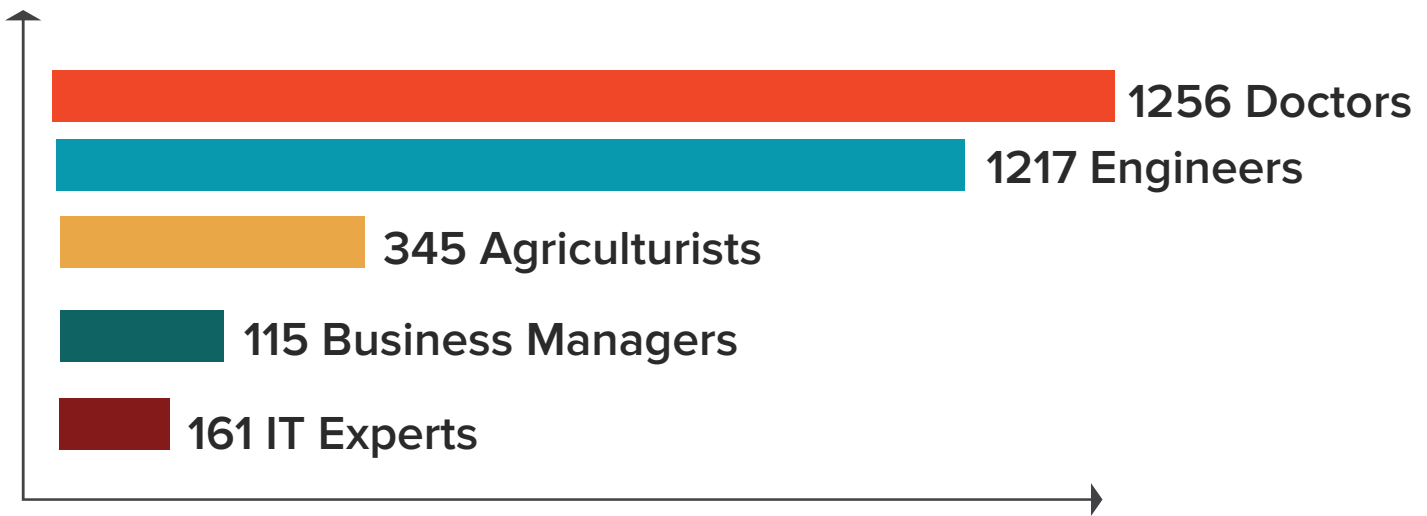 1256 Doctors
1217 Engineers
345 Agriculturists
115 Business Managers
161 IT Experts